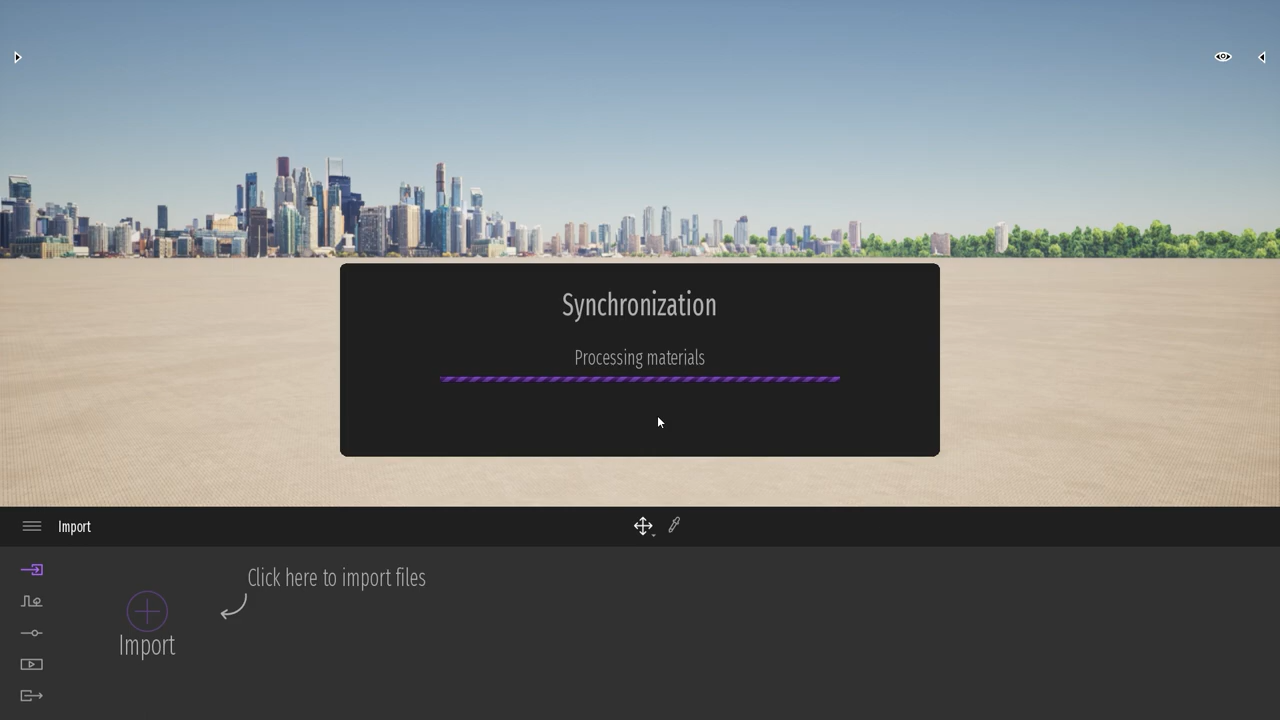 Synchronization
Processing materials
Import
Click here to import files
Import